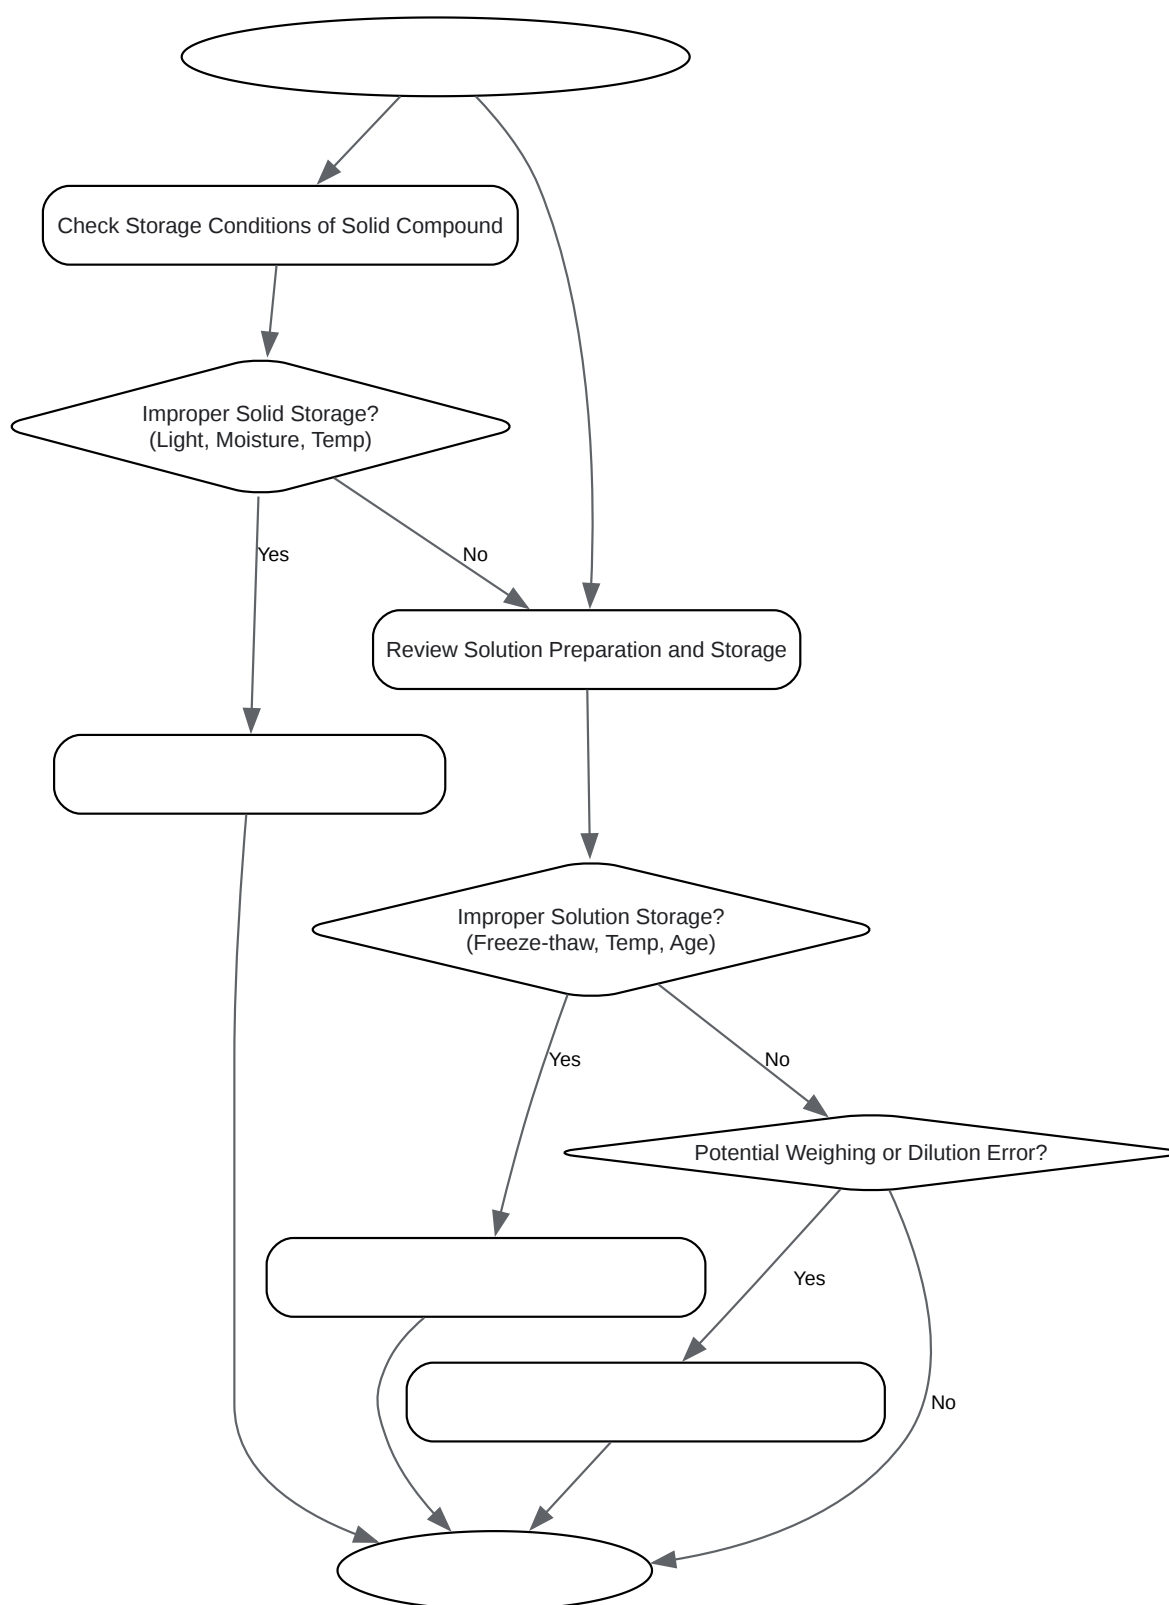 Check Storage Conditions of Solid Compound
Improper Solid Storage?
(Light, Moisture, Temp)
Yes
No
Review Solution Preparation and Storage
Improper Solution Storage?
(Freeze-thaw, Temp, Age)
Yes
No
Potential Weighing or Dilution Error?
Yes
No